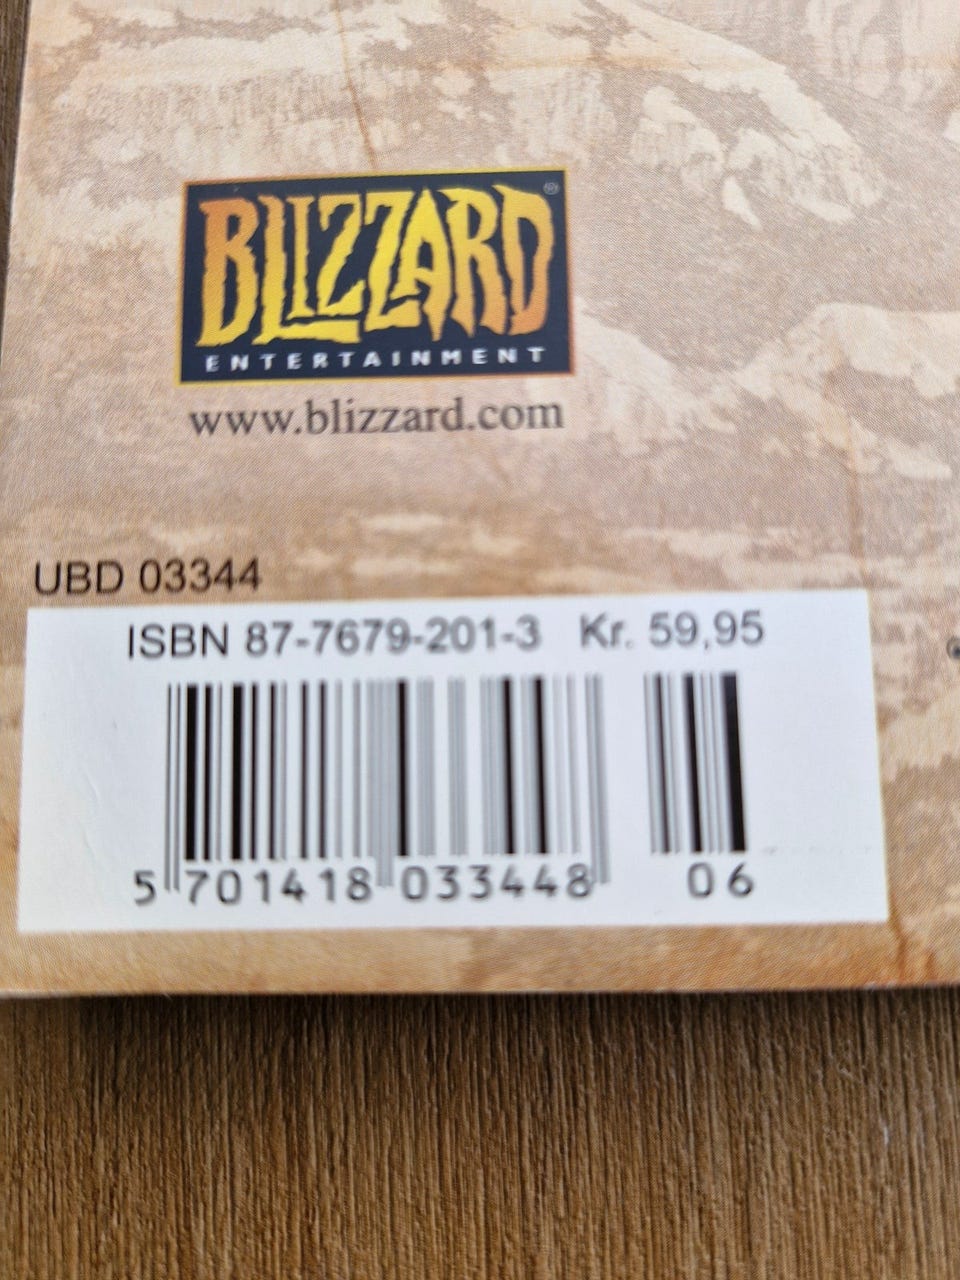 BLIZZARD®
ENTERTAINMENT
www.blizzard.com
UBD 03344
ISBN 87-7679-201-3 Kr. 59,95
5 701418 033448 06